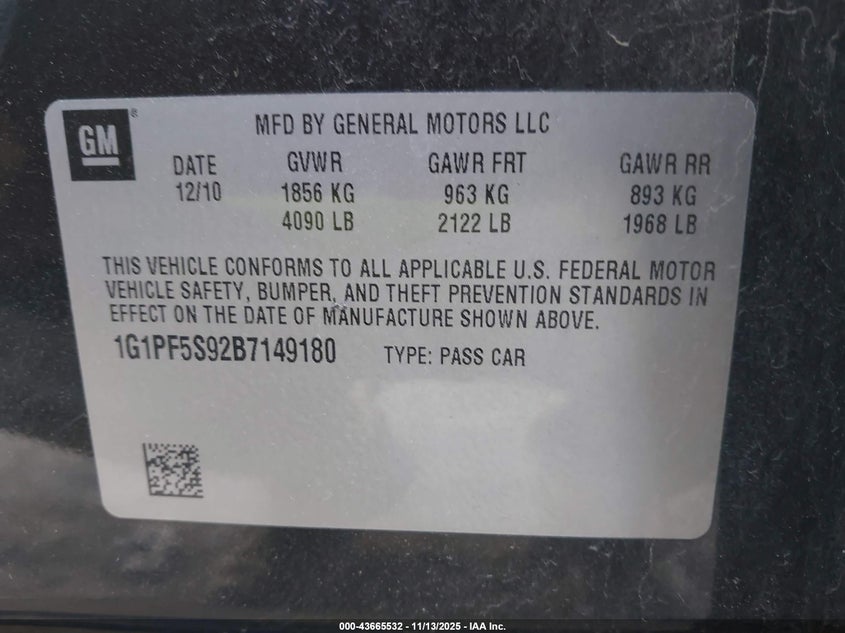 GM ®
MFD BY GENERAL MOTORS LLC
DATE GVWR GAWR FRT GAWR RR
12/10 1856 KG 963 KG 893 KG
4090 LB 2122 LB 1968 LB
THIS VEHICLE CONFORMS TO ALL APPLICABLE U.S. FEDERAL MOTOR
VEHICLE SAFETY, BUMPER, AND THEFT PREVENTION STANDARDS IN
EFFECT ON THE DATE OF MANUFACTURE SHOWN ABOVE.
1G1PF5S92B7149180 TYPE: PASS CAR
000-43665532 - 11/13/2025 - IAA Inc.